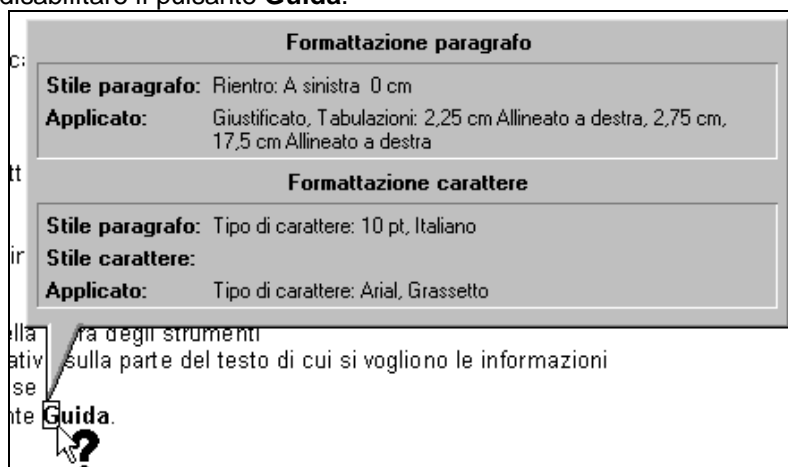 disabilitare il pulsante Guida.
Formattazione paragrafo
Stile paragrafo: Rientro: A sinistra 0 cm
Applicato: Giustificato, Tabulazioni: 2,25 cm Allineato a destra, 2,75 cm,
17,5 cm Allineato a destra
Formattazione carattere
Stile paragrafo: Tipo di carattere: 10 pt, Italiano
Stile carattere:
Applicato: Tipo di carattere: Arial, Grassetto
degli strumenti
sulla parte del testo di cui si vogliono le informazioni
se
Guida.